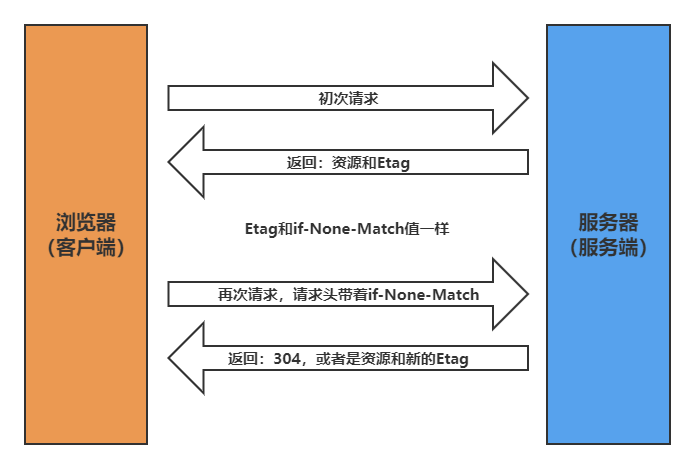 初次请求
返回：资源和Etag
浏览器
（客户端）
Etag和if-None-Match值一样
服务器
（服务端）
再次请求，请求头带着if-None-Match
返回：304，或者是资源和新的Etag